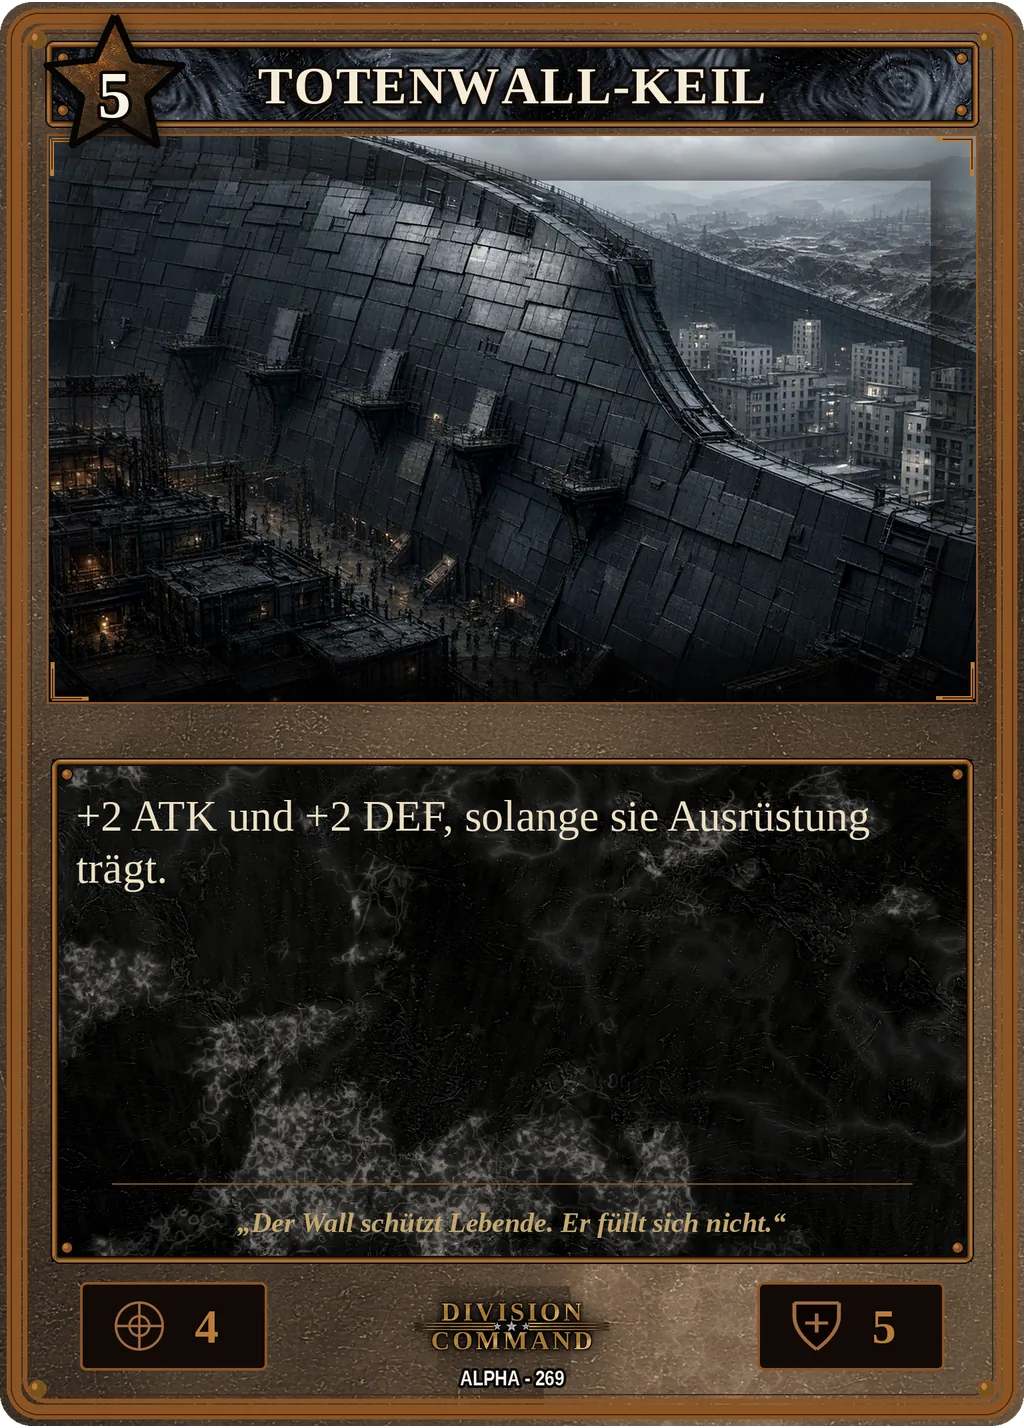 5
TOTENWALL-KEIL
+2 ATK und +2 DEF, solange sie Ausrüstung
trägt.
„Der Wall schützt Lebende. Er füllt sich nicht.“
4
DIVISION
COMMAND
5
ALPHA - 269